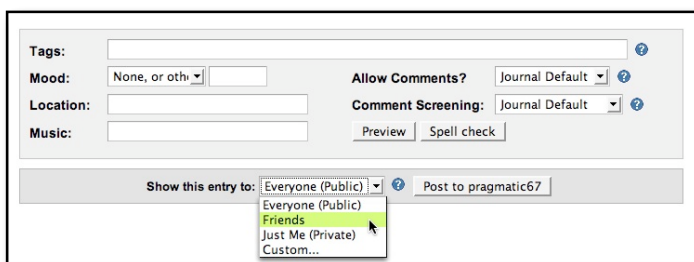 Tags: ?
Mood: None, or othe Allow Comments? Journal Default ?
Location: Comment Screening: Journal Default ?
Music: Preview Spell check
Show this entry to: Everyone (Public) ? Post to pragmatic67
Everyone (Public)
Friends
Just Me (Private)
Custom...